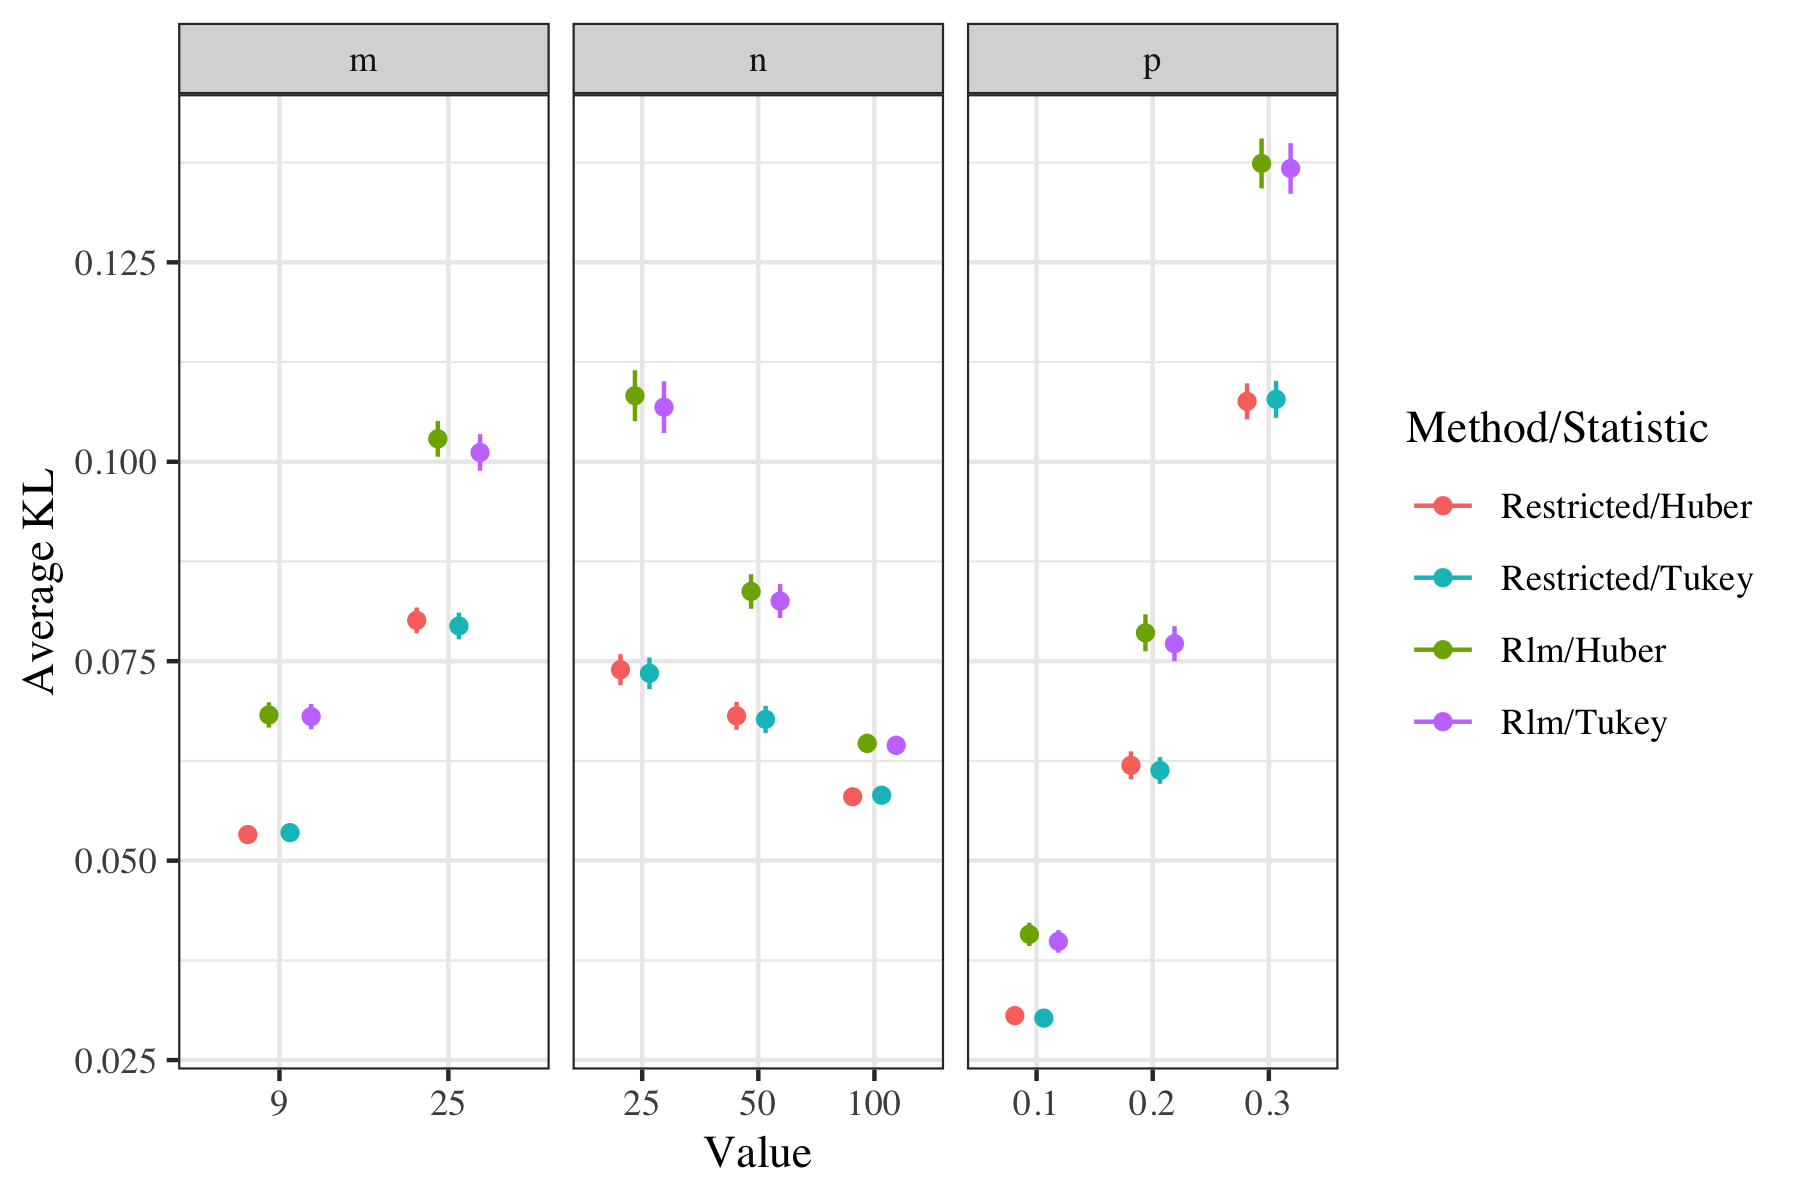 m n p
Average KL
0.125
0.100
0.075
0.050
0.025
9 25 25 50 100 0.1 0.2 0.3
Value
Method/Statistic
Restricted/Huber
Restricted/Tukey
Rlm/Huber
Rlm/Tukey